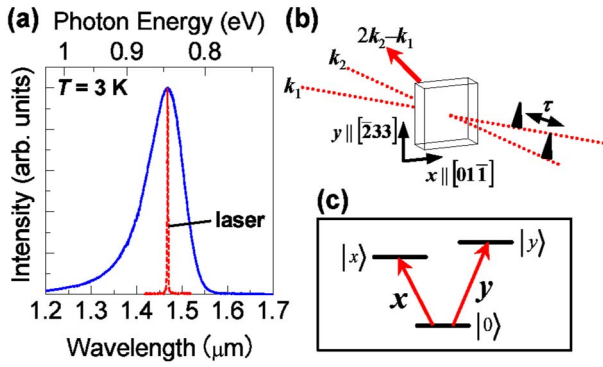 (a)
Photon Energy (eV)
1 0.9 0.8
T = 3 K
Intensity (arb. units)
laser
1.2 1.3 1.4 1.5 1.6 1.7
Wavelength (μm)
(b)
2k₂–k₁
k₂
k₁
τ
y || [2̄33]
x || [011̄]
(c)
|x⟩
|y⟩
x
y
|0⟩